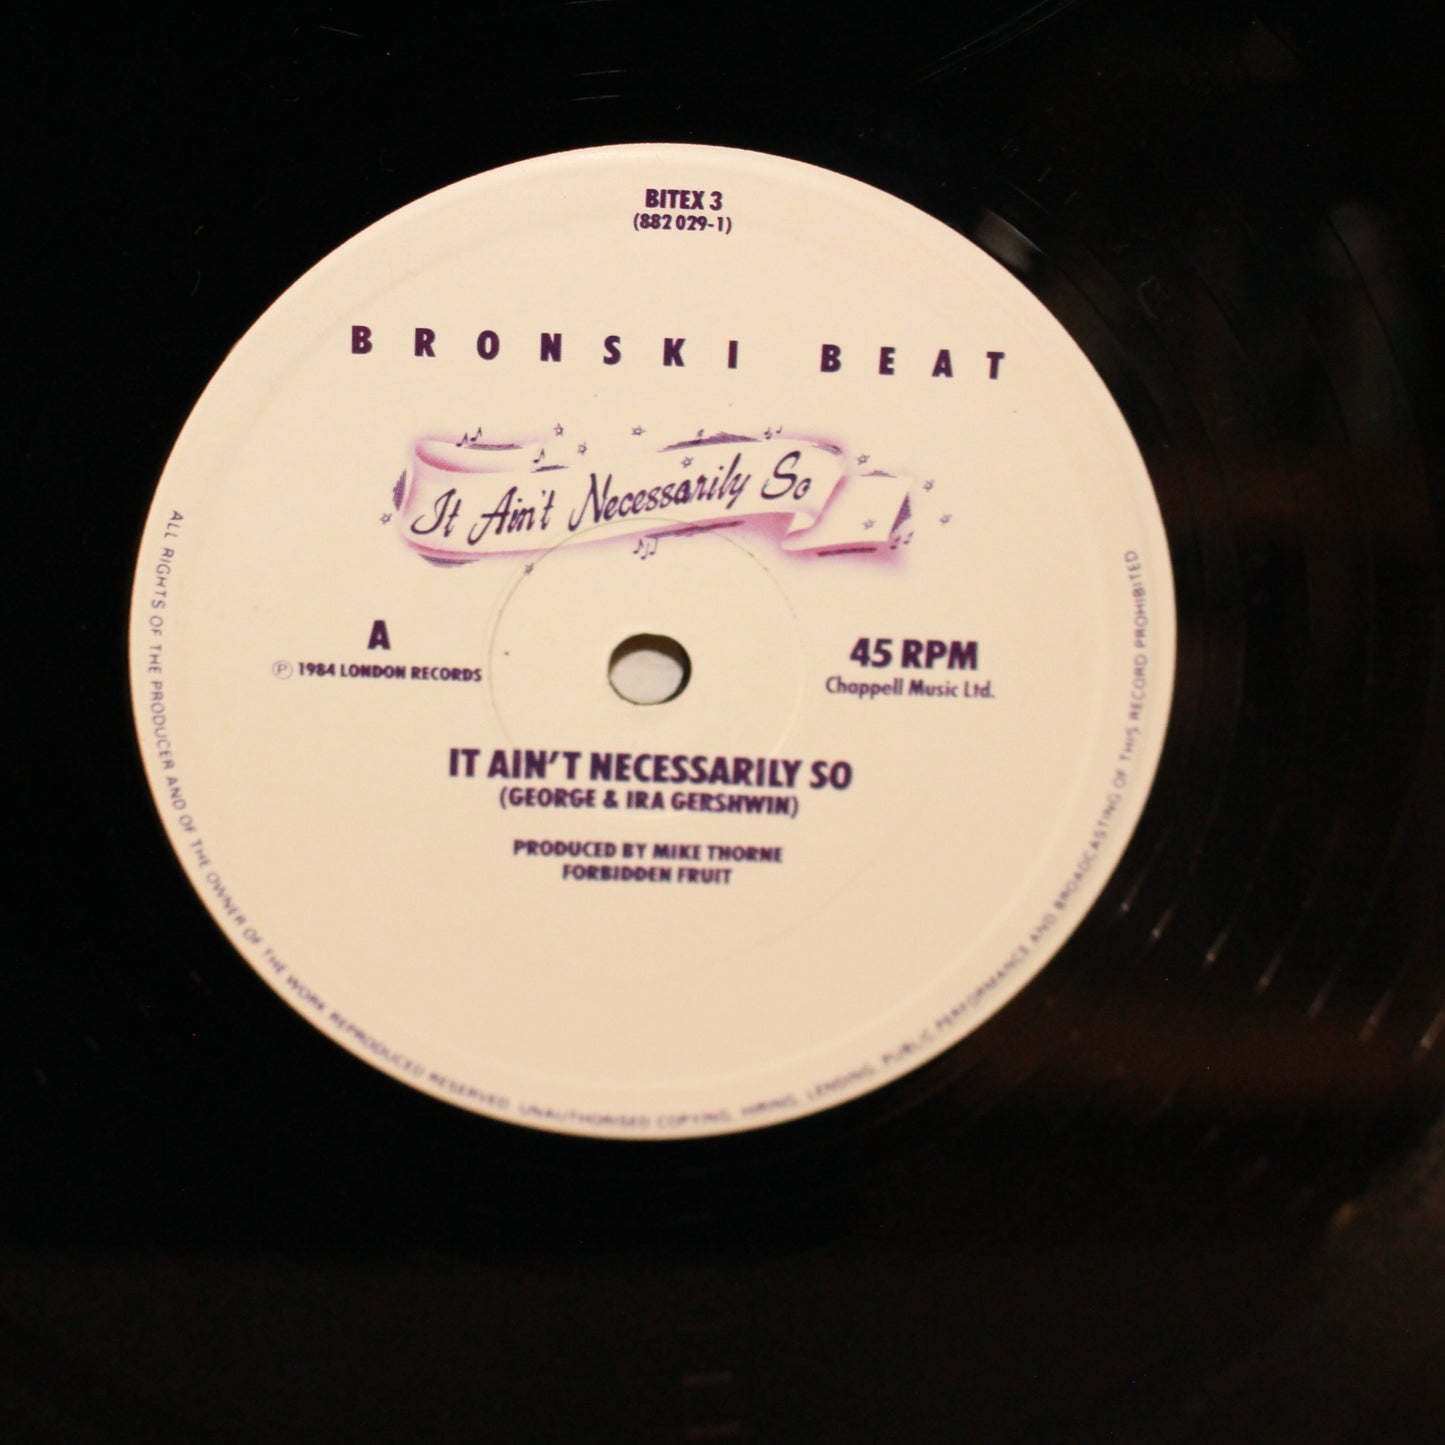 BITEX 3
(882 029-1)
BRONSKI BEAT
It Ain't Necessarily So
A
45 RPM
Ⓟ 1984 LONDON RECORDS
Chappell Music Ltd.
IT AIN'T NECESSARILY SO
(GEORGE & IRA GERSHWIN)
PRODUCED BY MIKE THORNE
FORBIDDEN FRUIT
ALL RIGHTS OF THE PRODUCER AND OF THE OWNER OF THE WORK REPRODUCED RESERVED. UNAUTHORISED COPYING, HIRING, LENDING, PUBLIC PERFORMANCE AND BROADCASTING OF THIS RECORD PROHIBITED